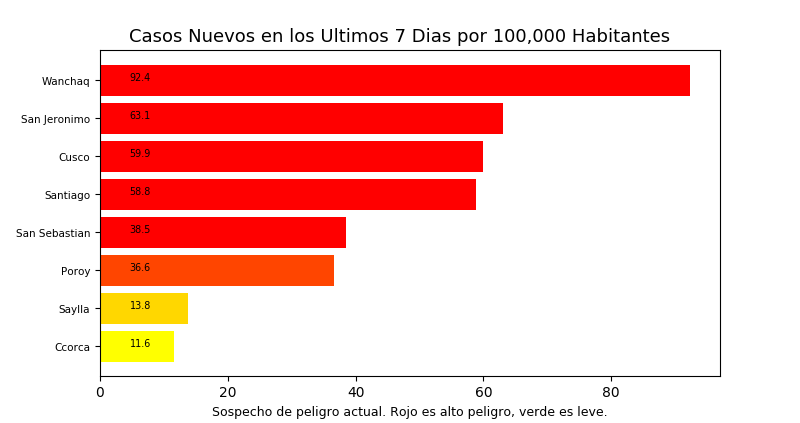 Casos Nuevos en los Ultimos 7 Dias por 100,000 Habitantes
Wanchaq 92.4
San Jeronimo 63.1
Cusco 59.9
Santiago 58.8
San Sebastian 38.5
Poroy 36.6
Saylla 13.8
Ccorca 11.6
0 20 40 60 80
Sospecho de peligro actual. Rojo es alto peligro, verde es leve.